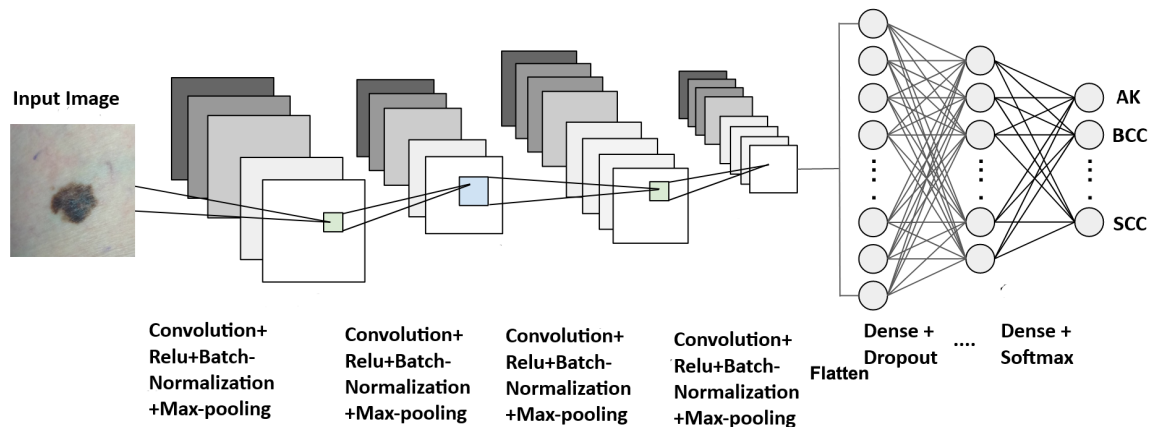 Input Image
AK
BCC
SCC
Convolution+
Relu+Batch-
Normalization
+Max-pooling
Convolution+
Relu+Batch-
Normalization
+Max-pooling
Convolution+
Relu+Batch-
Normalization
+Max-pooling
Convolution+
Relu+Batch-
Normalization
+Max-pooling
Flatten
Dense +
Dropout
....
Dense +
Softmax